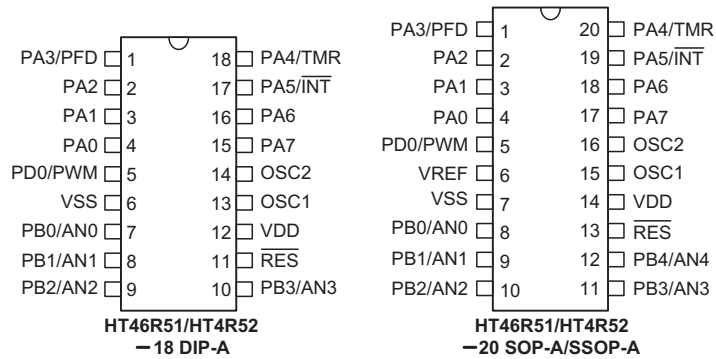 PA3/PFD 1 18 PA4/TMR
PA2 2 17 PA5/INT
PA1 3 16 PA6
PA0 4 15 PA7
PD0/PWM 5 14 OSC2
VSS 6 13 OSC1
PB0/AN0 7 12 VDD
PB1/AN1 8 11 RES
PB2/AN2 9 10 PB3/AN3
HT46R51/HT4R52
–18 DIP-A
PA3/PFD 1 20 PA4/TMR
PA2 2 19 PA5/INT
PA1 3 18 PA6
PA0 4 17 PA7
PD0/PWM 5 16 OSC2
VREF 6 15 OSC1
VSS 7 14 VDD
PB0/AN0 8 13 RES
PB1/AN1 9 12 PB4/AN4
PB2/AN2 10 11 PB3/AN3
HT46R51/HT4R52
–20 SOP-A/SSOP-A